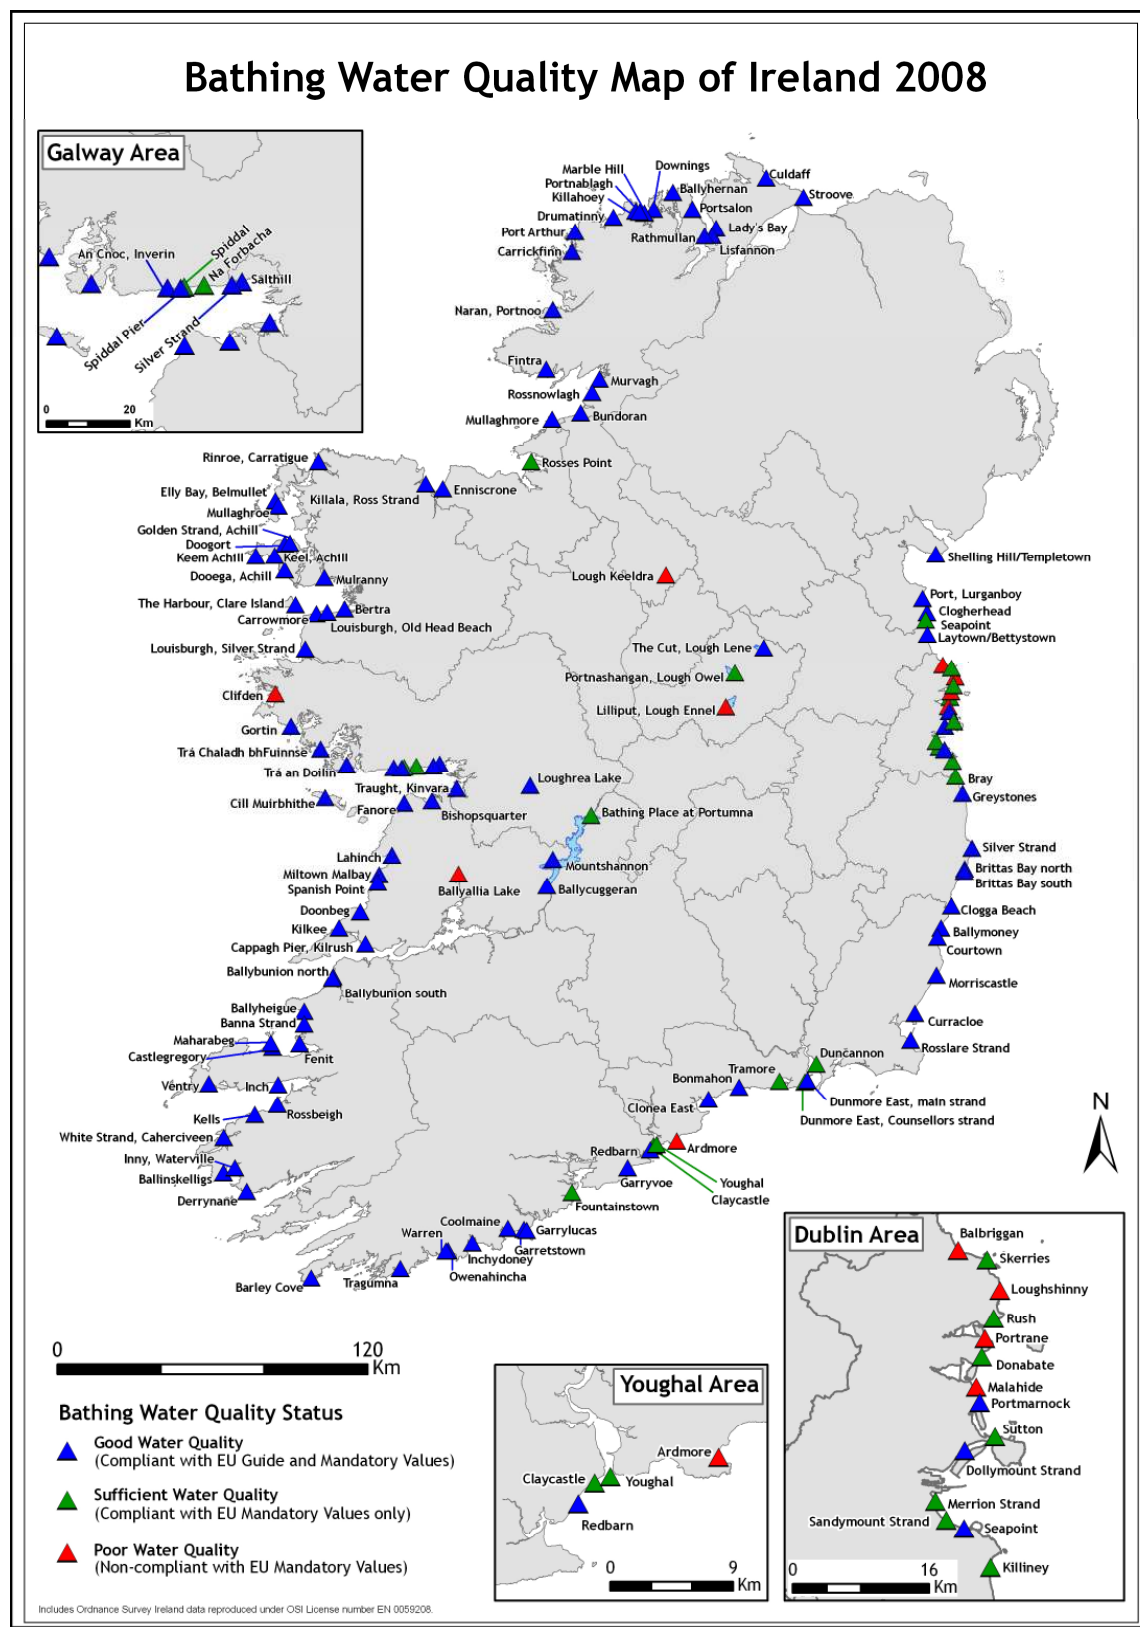 Bathing Water Quality Map of Ireland 2008
Galway Area
An Cnoc, Inverin
Spiddal
Na Forbacha
Salthill
Spiddal Pier
Silver Strand
0 20
Km
Marble Hill
Downings
Portnablagh
Killahoey
Ballyhernan
Culdaff
Stroove
Drumatinny
Portsalon
Port Arthur
Lady's Bay
Rathmullan
Lisfannon
Carrickfinn
Naran, Portnoo
Fintra
Murvagh
Rossnowlagh
Mullaghmore
Bundoran
Rosses Point
Rinroe, Carratigue
Killala, Ross Strand
Enniscrone
Elly Bay, Belmullet
Mullaghroe
Golden Strand, Achill
Doogort
Keem Achill
Keel, Achill
Dooega, Achill
Mulranny
The Harbour, Clare Island
Bertra
Carrowmore
Louisburgh, Old Head Beach
Louisburgh, Silver Strand
Lough Keeldra
Shelling Hill/Templetown
Port, Lurganboy
Clogherhead
Seapoint
Laytown/Bettystown
The Cut, Lough Lene
Portnashangan, Lough Owel
Lilliput, Lough Ennel
Clifden
Gortin
Trá Chaladh bhFuinnse
Trá an Doilin
Traught, Kinvara
Cill Muirbhithe
Fanore
Bishopsquarter
Loughrea Lake
Bathing Place at Portumna
Bray
Greystones
Lahinch
Miltown Malbay
Spanish Point
Ballyallia Lake
Mountshannon
Ballycuggeran
Silver Strand
Brittas Bay north
Brittas Bay south
Doonbeg
Kilkee
Cappagh Pier, Kilrush
Clogga Beach
Ballymoney
Courtown
Ballybunion north
Ballybunion south
Morriscastle
Ballyheigue
Banna Strand
Maharabeg
Castlegregory
Fenit
Curracloe
Rosslare Strand
Ventry
Inch
Rossbeigh
Kells
White Strand, Caherciveen
Inny, Waterville
Ballinskelligs
Derrynane
Duncannon
Tramore
Bonmahon
Clonea East
Dunmore East, main strand
Dunmore East, Counsellors strand
Redbarn
Ardmore
Garryvoe
Youghal
Claycastle
Fountainstown
Coolmaine
Garrylucas
Warren
Garretstown
Inchydoney
Owenahincha
Barley Cove
Tragumna
N
0 120
Km
Bathing Water Quality Status
Good Water Quality
(Compliant with EU Guide and Mandatory Values)
Sufficient Water Quality
(Compliant with EU Mandatory Values only)
Poor Water Quality
(Non-compliant with EU Mandatory Values)
Includes Ordnance Survey Ireland data reproduced under OSI License number EN 0059208.
Youghal Area
Ardmore
Claycastle
Youghal
Redbarn
0 9
Km
Dublin Area
Balbriggan
Skerries
Loughshinny
Rush
Portrane
Donabate
Malahide
Portmarnock
Sutton
Dollymount Strand
Merrion Strand
Sandymount Strand
Seapoint
Killiney
0 16
Km